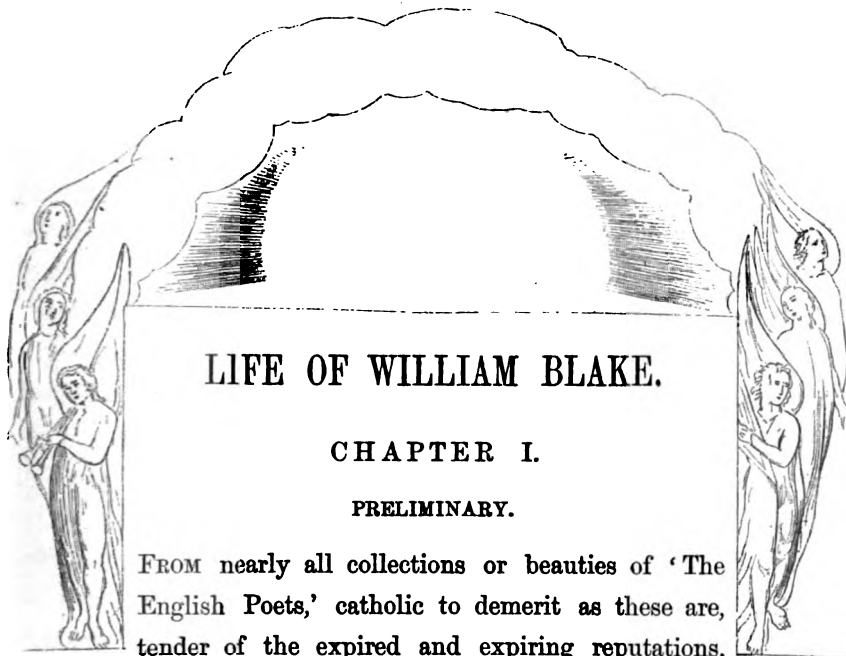 LIFE OF WILLIAM BLAKE.
CHAPTER I.
PRELIMINARY.
FROM nearly all collections or beauties of ‘The
English Poets,’ catholic to demerit as these are,
tender of the expired and expiring reputations,